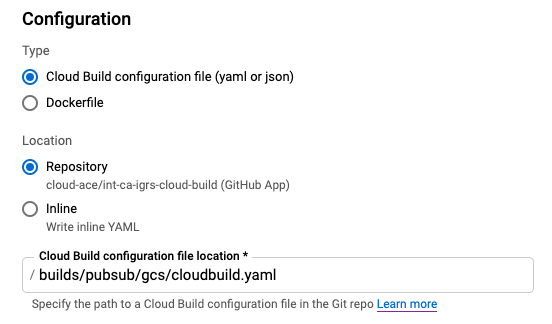 Configuration
Type
Cloud Build configuration file (yaml or json)
Dockerfile
Location
Repository
cloud-ace/int-ca-igrs-cloud-build (GitHub App)
Inline
Write inline YAML
Cloud Build configuration file location *
/ builds/pubsub/gcs/cloudbuild.yaml
Specify the path to a Cloud Build configuration file in the Git repo Learn more